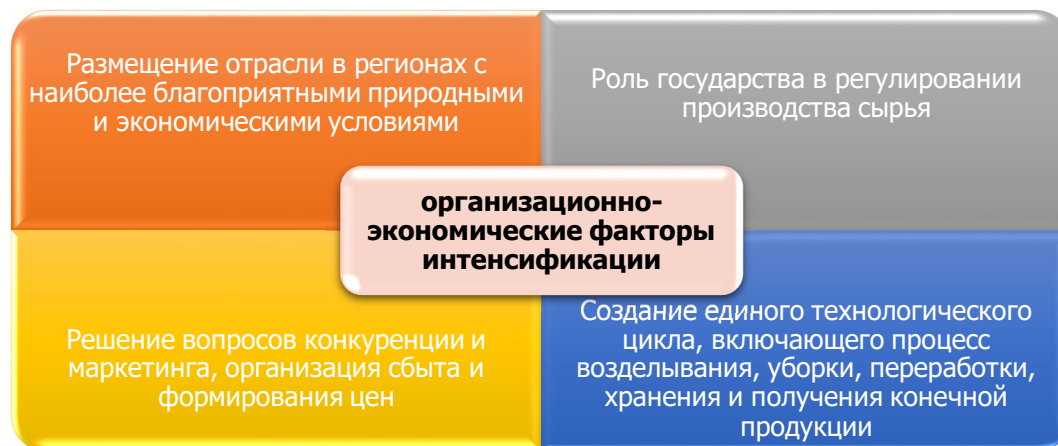 Размещение отрасли в регионах с
наиболее благоприятными природными
и экономическими условиями
Роль государства в регулировании
производства сырья
организационно-
экономические факторы
интенсификации
Решение вопросов конкуренции и
маркетинга, организация сбыта и
формирования цен
Создание единого технологического
цикла, включающего процесс
возделывания, уборки, переработки,
хранения и получения конечной
продукции